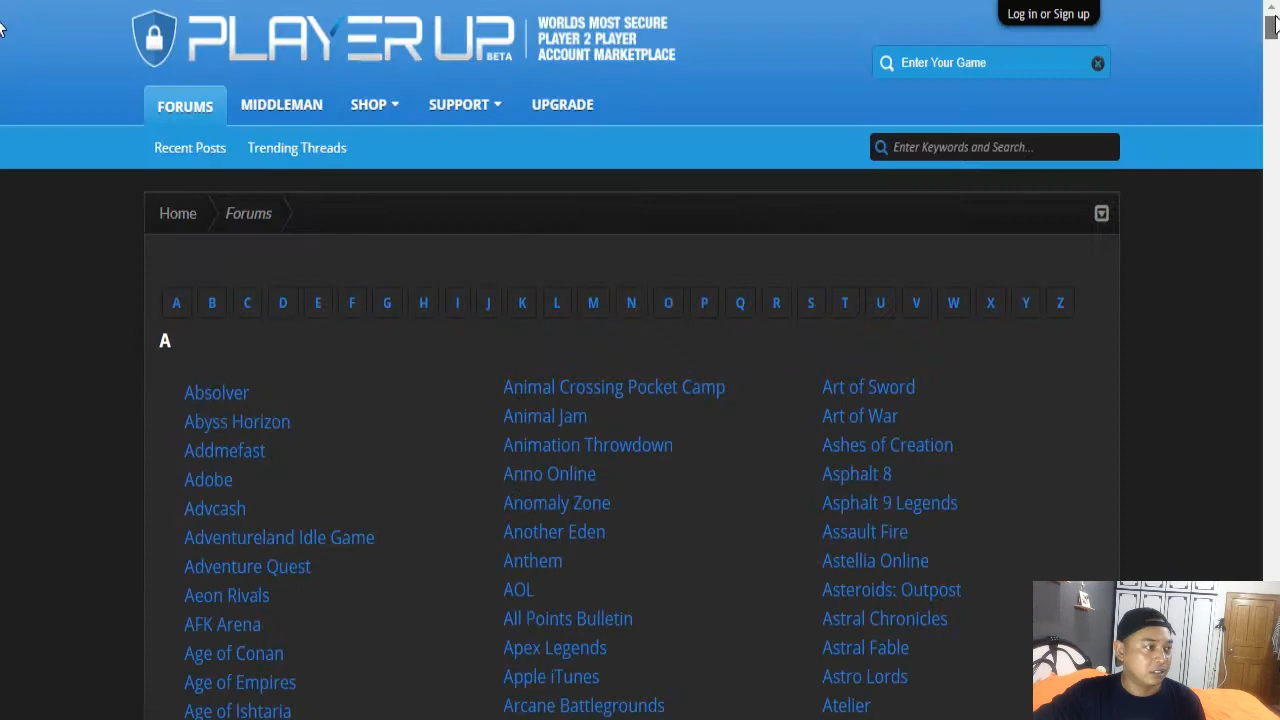 PLAYER UP
BETA
WORLDS MOST SECURE
PLAYER 2 PLAYER
ACCOUNT MARKETPLACE
Log in or Sign up
Enter Your Game
FORUMS
MIDDLEMAN
SHOP
SUPPORT
UPGRADE
Recent Posts
Trending Threads
Enter Keywords and Search...
Home
Forums
A B C D E F G H I J K L M N O P Q R S T U V W X Y Z
A
Absolver
Abyss Horizon
Addmefast
Adobe
Advcash
Adventureland Idle Game
Adventure Quest
Aeon Rivals
AFK Arena
Age of Conan
Age of Empires
Age of Ishtaria
Animal Crossing Pocket Camp
Animal Jam
Animation Throwdown
Anno Online
Anomaly Zone
Another Eden
Anthem
AOL
All Points Bulletin
Apex Legends
Apple iTunes
Arcane Battlegrounds
Art of Sword
Art of War
Ashes of Creation
Asphalt 8
Asphalt 9 Legends
Assault Fire
Astellia Online
Asteroids: Outpost
Astral Chronicles
Astral Fable
Astro Lords
Atelier